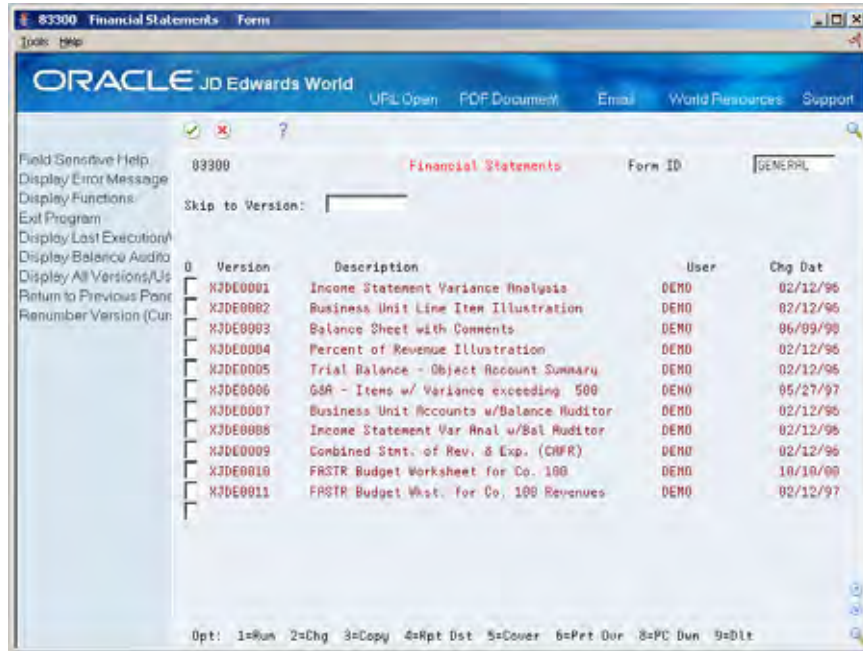 83300 Financial Statements Form
Tools Help
ORACLE JD Edwards World
URL Open PDF Document Email World Resources Support
?
Field Sensitive Help
Display Error Message
Display Functions
Exit Program
Display Last Execution/
Display Balance Audito
Display All Versions/Us
Return to Previous Pane
Renumber Version (Cur
83300 Financial Statements Form ID GENERAL
Skip to Version:
O Version Description User Chg Dat
XJDE0001 Income Statement Variance Analysis DEMO 02/12/96
XJDE0002 Business Unit Line Item Illustration DEMO 02/12/96
XJDE0003 Balance Sheet with Comments DEMO 06/09/98
XJDE0004 Percent of Revenue Illustration DEMO 02/12/96
XJDE0005 Trial Balance - Object Account Summary DEMO 02/12/96
XJDE0006 G&A - Items w/ Variance exceeding 500 DEMO 05/27/97
XJDE0007 Business Unit Accounts w/Balance Auditor DEMO 02/12/96
XJDE0008 Income Statement Var Anal w/Bal Auditor DEMO 02/12/96
XJDE0009 Combined Stmt. of Rev. & Exp. (CAFR) DEMO 02/12/96
XJDE0010 FASTR Budget Worksheet for Co. 100 DEMO 10/10/00
XJDE0011 FASTR Budget Wkst. for Co. 100 Revenues DEMO 02/12/97
Opt: 1=Run 2=Chg 3=Copy 4=Rpt Dst 5=Cover 6=Prt Ovr 8=PC Dwn 9=Dlt